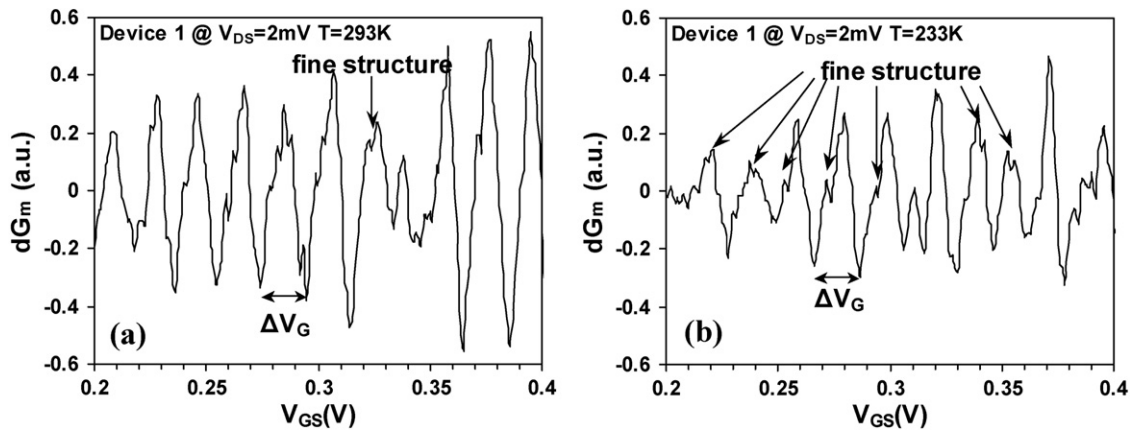 Device 1 @ VDS=2mV T=293K
fine structure
0.6
0.4
0.2
0
-0.2
-0.4
-0.6
dGm (a.u.)
ΔVG
(a)
0.2 0.25 0.3 0.35 0.4
VGS(V)
Device 1 @ VDS=2mV T=233K
fine structure
0.6
0.4
0.2
0
-0.2
-0.4
-0.6
dGm (a.u.)
ΔVG
(b)
0.2 0.25 0.3 0.35 0.4
VGS(V)